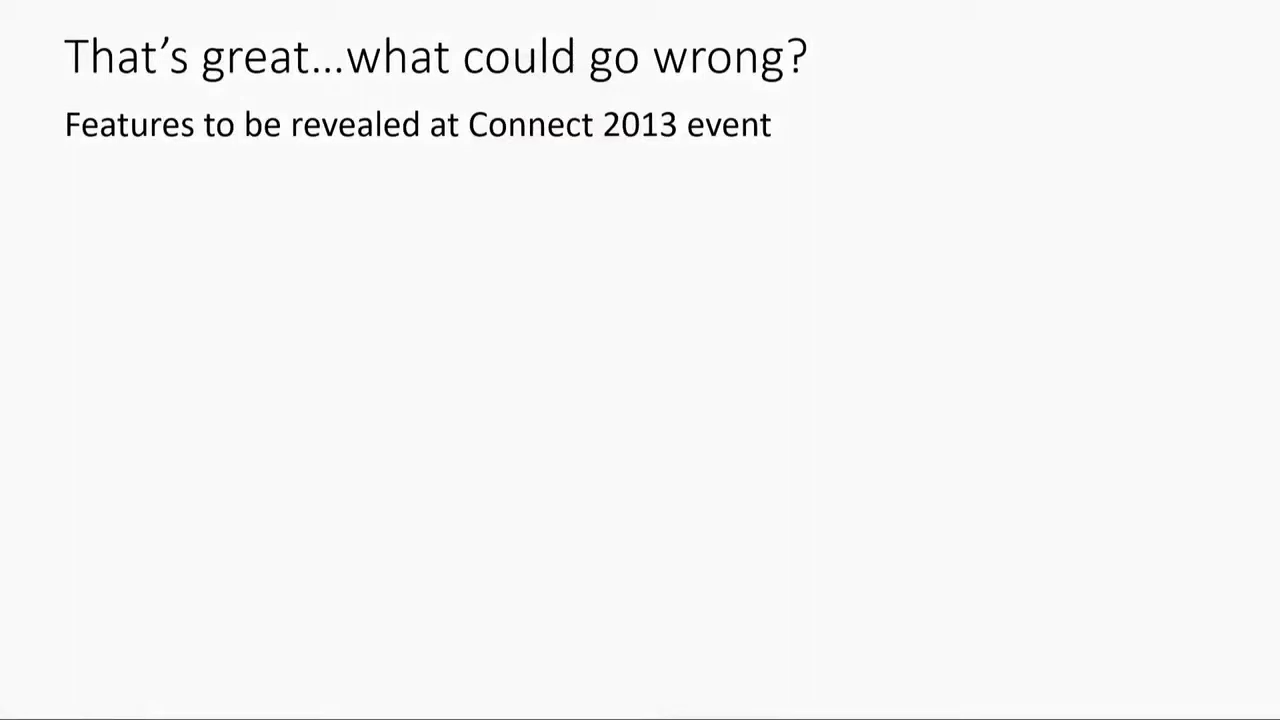 That’s great...what could go wrong?
Features to be revealed at Connect 2013 event